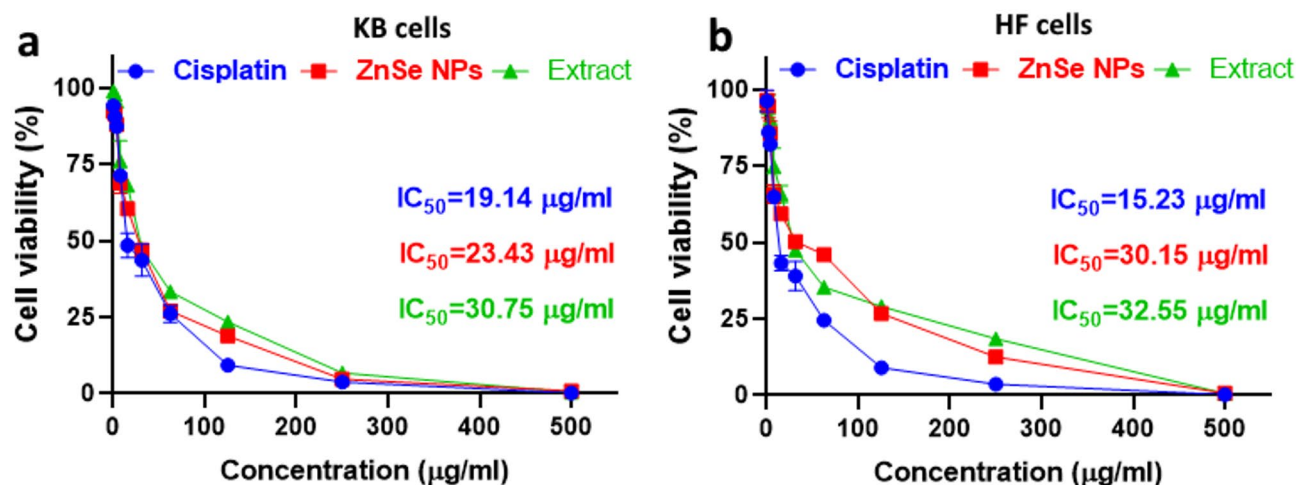 a
KB cells
Cisplatin ZnSe NPs Extract
Cell viability (%)
100
75
50
25
0
IC50=19.14 µg/ml
IC50=23.43 µg/ml
IC50=30.75 µg/ml
0 100 200 300 400 500
Concentration (µg/ml)
b
HF cells
Cisplatin ZnSe NPs Extract
Cell viability (%)
100
75
50
25
0
IC50=15.23 µg/ml
IC50=30.15 µg/ml
IC50=32.55 µg/ml
0 100 200 300 400 500
Concentration (µg/ml)